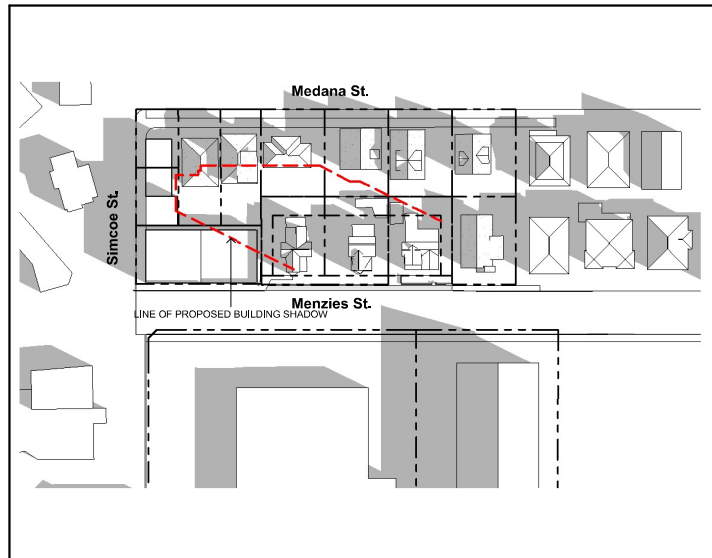 Medana St.
Simcoe St.
Menzies St.
LINE OF PROPOSED BUILDING SHADOW